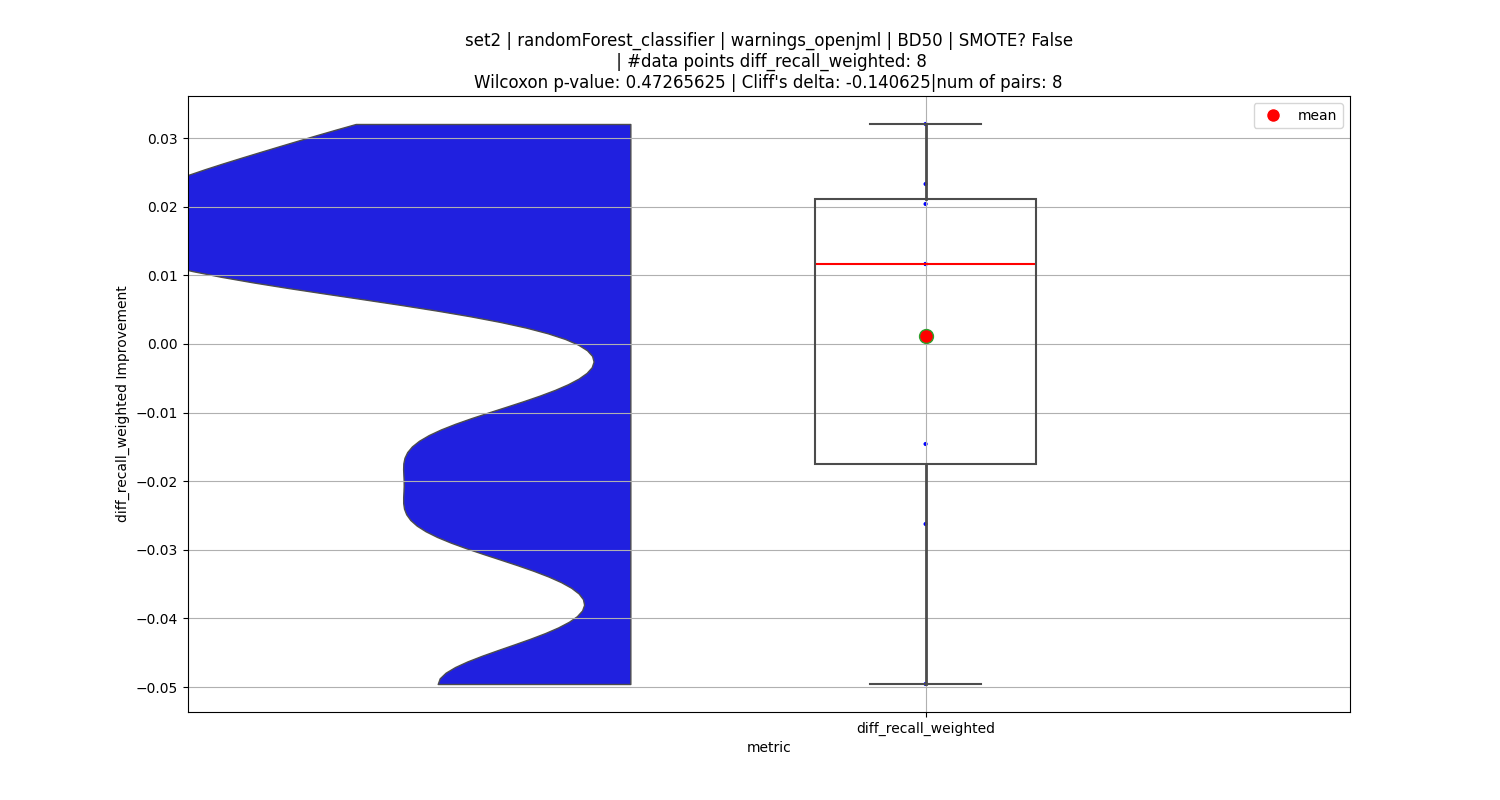 set2 | randomForest_classifier | warnings_openjml | BD50 | SMOTE? False
| #data points diff_recall_weighted: 8
Wilcoxon p-value: 0.47265625 | Cliff's delta: -0.140625|num of pairs: 8
mean
0.03
0.02
0.01
0.00
−0.01
−0.02
−0.03
−0.04
−0.05
diff_recall_weighted Improvement
diff_recall_weighted
metric